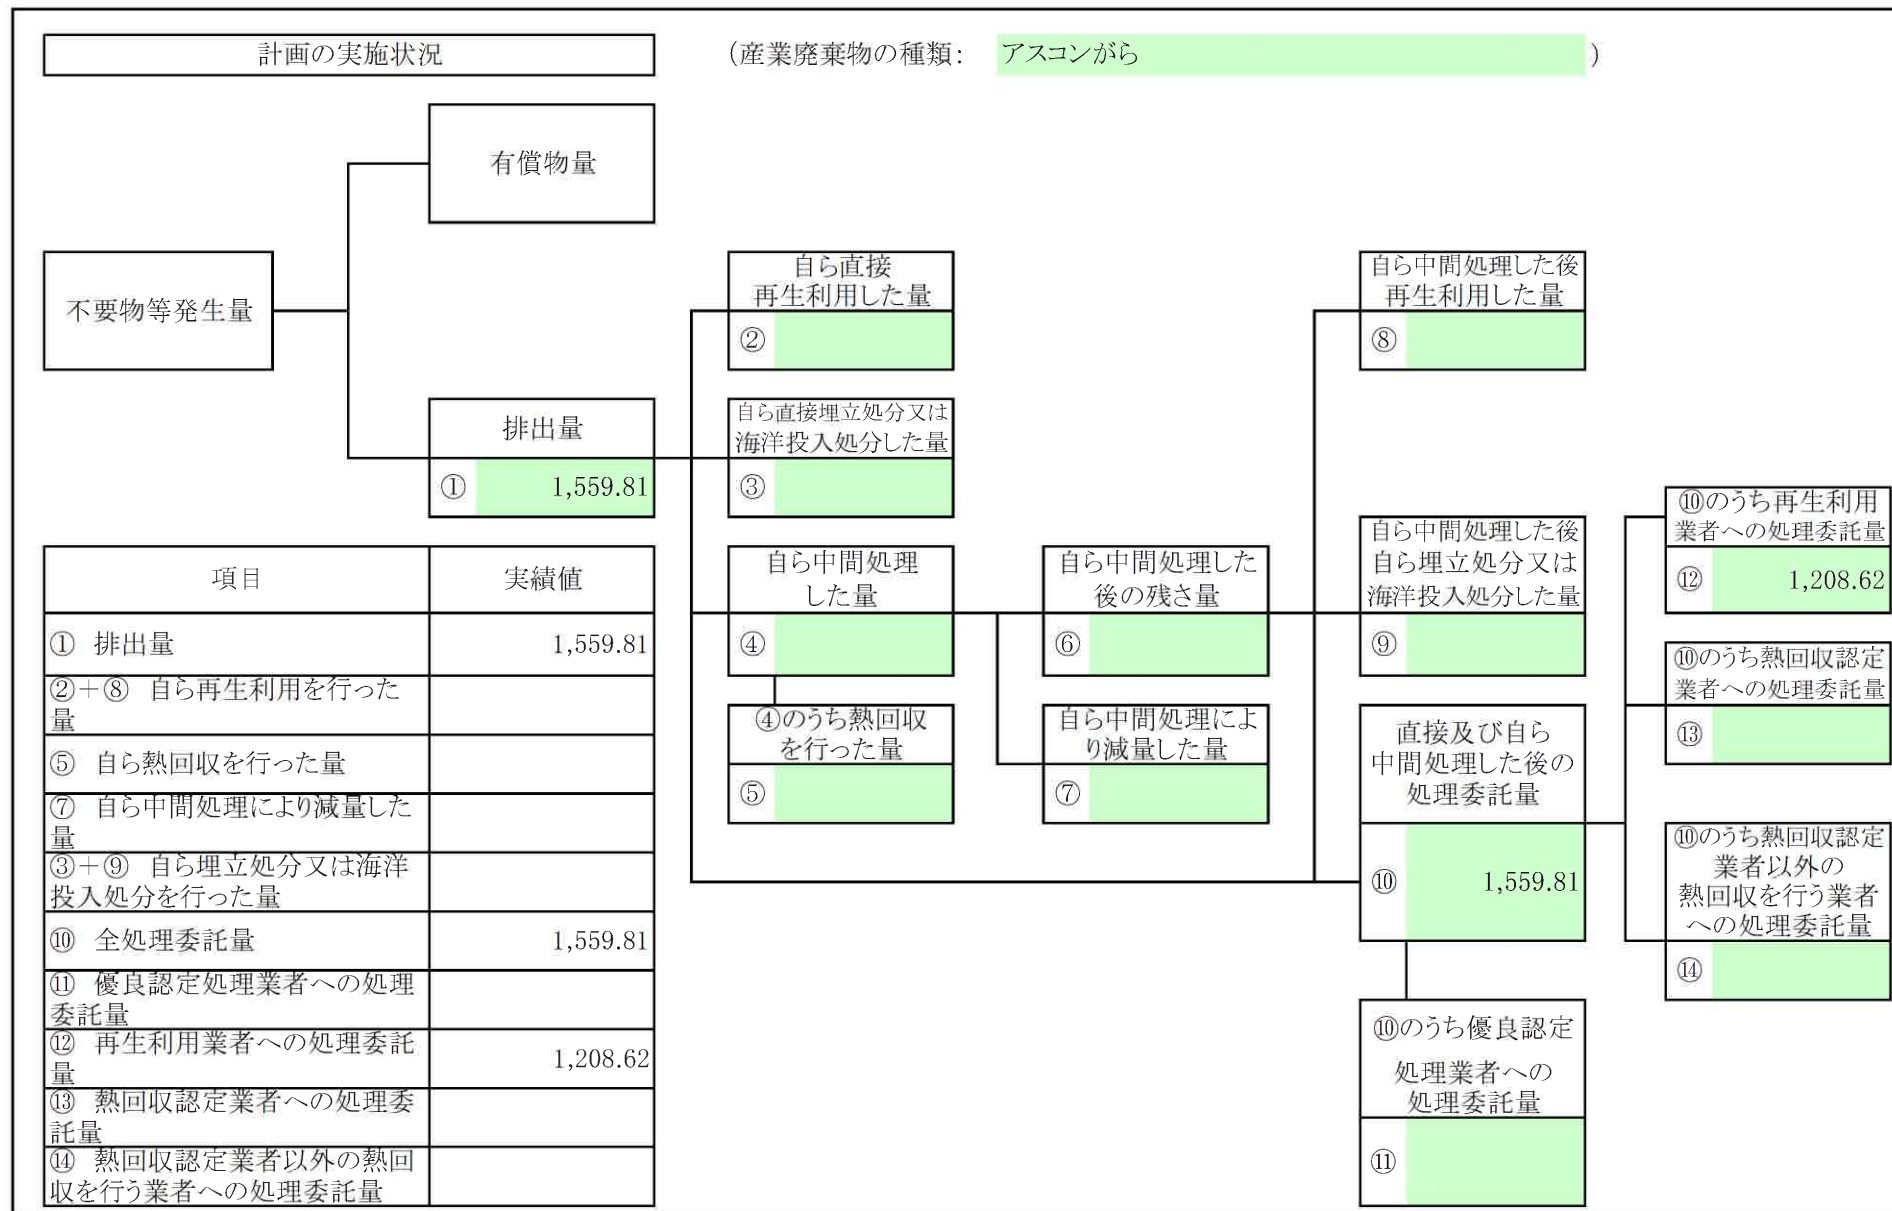 計画の実施状況
（産業廃棄物の種類： アスコンがら ）
有償物量
不要物等発生量
排出量
① 1,559.81
自ら直接
再生利用した量
②
自ら直接埋立処分又は
海洋投入処分した量
③
自ら中間処理
した量
④
④のうち熱回収
を行った量
⑤
自ら中間処理した
後の残さ量
⑥
自ら中間処理によ
り減量した量
⑦
自ら中間処理した後
再生利用した量
⑧
自ら中間処理した後
自ら埋立処分又は
海洋投入処分した量
⑨
直接及び自ら
中間処理した後の
処理委託量
⑩ 1,559.81
⑩のうち優良認定
処理業者への
処理委託量
⑪
⑩のうち再生利用
業者への処理委託量
⑫ 1,208.62
⑩のうち熱回収認定
業者への処理委託量
⑬
⑩のうち熱回収認定
業者以外の
熱回収を行う業者
への処理委託量
⑭
項目 実績値
① 排出量 1,559.81
②＋⑧ 自ら再生利用を行った
量
⑤ 自ら熱回収を行った量
⑦ 自ら中間処理により減量した
量
③＋⑨ 自ら埋立処分又は海洋
投入処分を行った量
⑩ 全処理委託量 1,559.81
⑪ 優良認定処理業者への処理
委託量
⑫ 再生利用業者への処理委託
量 1,208.62
⑬ 熱回収認定業者への処理委
託量
⑭ 熱回収認定業者以外の熱回
収を行う業者への処理委託量